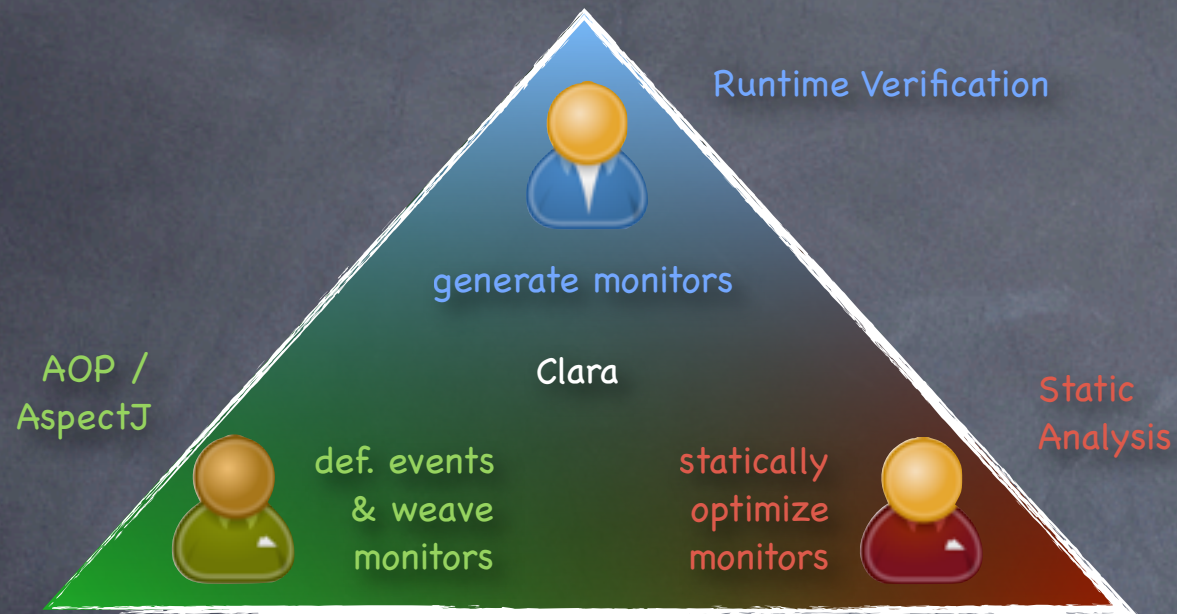 Runtime Verification
generate monitors
Clara
AOP /
AspectJ
def. events
& weave
monitors
statically
optimize
monitors
Static
Analysis